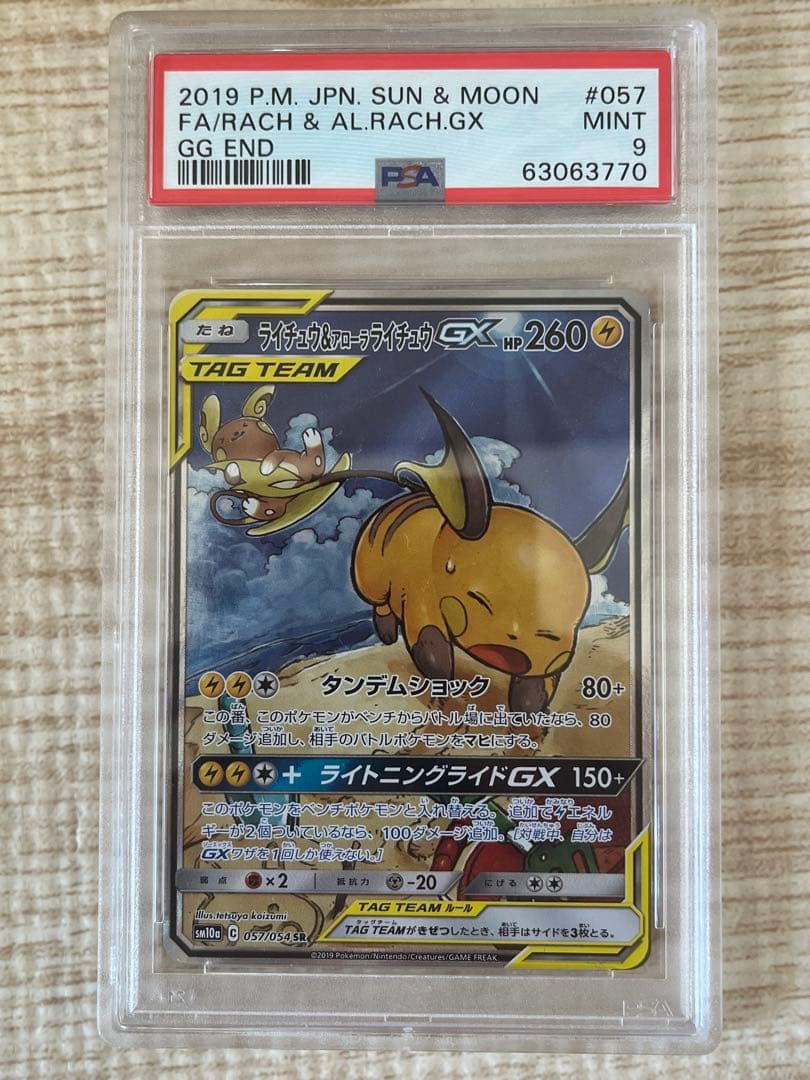 2019 P.M. JPN. SUN & MOON #057
FA/RACH & AL.RACH.GX MINT
GG END 9
PSA 63063770
たね ライチュウ&アローラライチュウGX HP260
TAG TEAM
タンデムショック 80+
この番、このポケモンがベンチからバトル場に出ていたなら、80
ダメージ追加し、相手のバトルポケモンをマヒにする。
+ ライトニングライドGX 150+
このポケモンをベンチポケモンと入れ替える。追加でエネル
ギーが2個ついているなら、100ダメージ追加。[対戦中、自分は
GXワザを1回しか使えない。]
弱点 ×2 抵抗力 -20 にげる
Illus.tetsuya koizumi
TAG TEAM ルール
sm10a C 057/054 SR
TAG TEAMがきぜつしたとき、相手はサイドを3枚とる。
©2019 Pokémon/Nintendo/Creatures/GAME FREAK
PSA